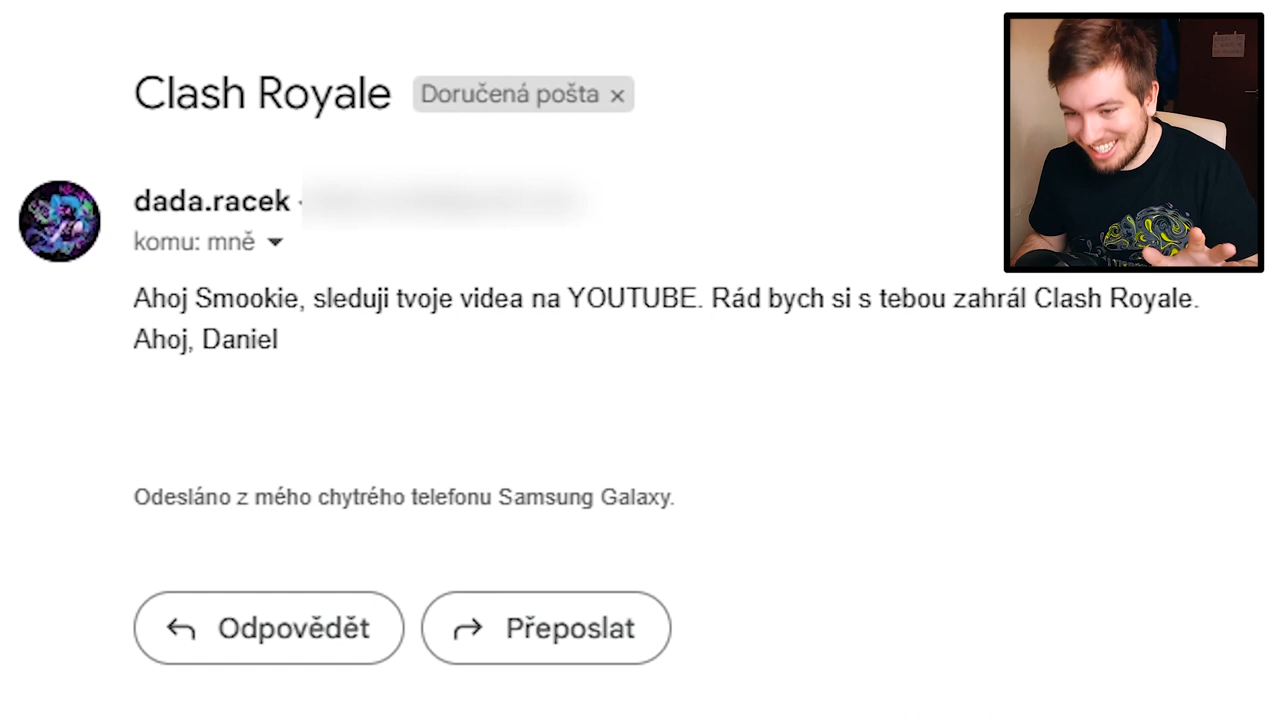 Clash Royale Doručená pošta ×
dada.racek
komu: mně
Ahoj Smookie, sleduji tvoje videa na YOUTUBE. Rád bych si s tebou zahrál Clash Royale.
Ahoj, Daniel
Odesláno z mého chytrého telefonu Samsung Galaxy.
Odpovědět Přeposlat